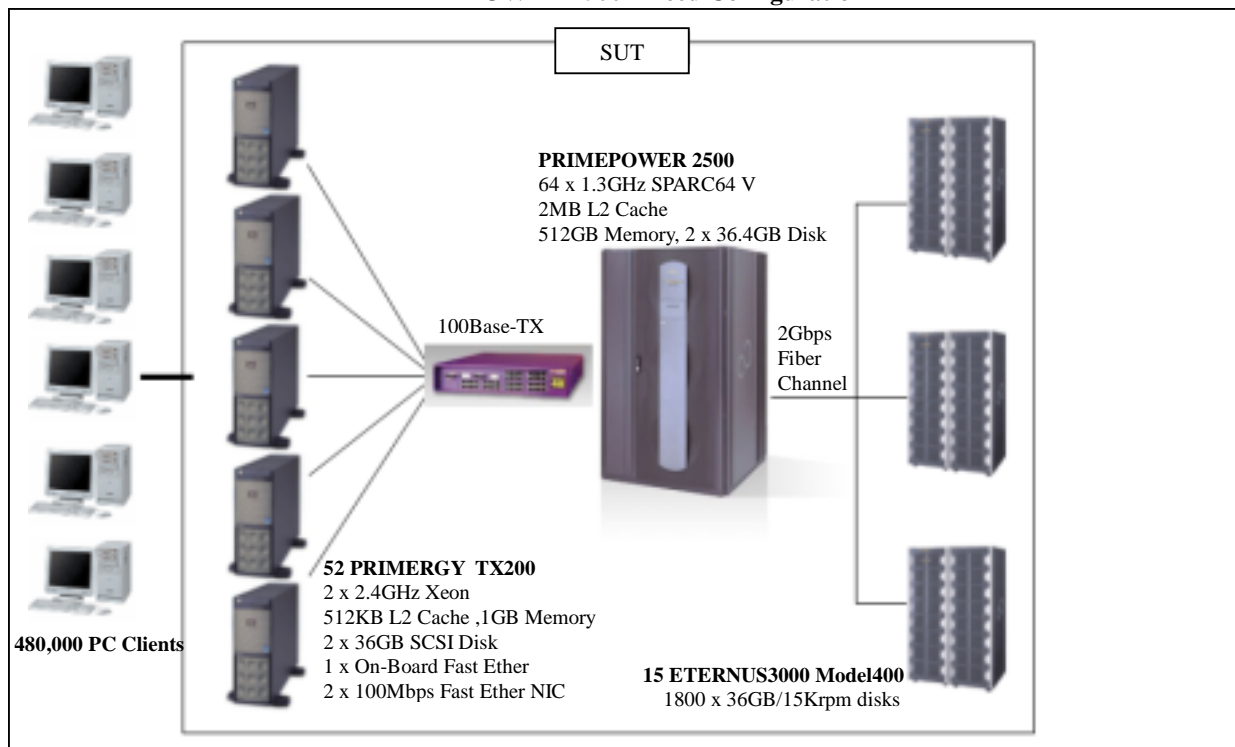 SUT
PRIMEPOWER 2500
64 x 1.3GHz SPARC64 V
2MB L2 Cache
512GB Memory, 2 x 36.4GB Disk
100Base-TX
2Gbps
Fiber
Channel
52 PRIMERGY TX200
2 x 2.4GHz Xeon
512KB L2 Cache ,1GB Memory
2 x 36GB SCSI Disk
1 x On-Board Fast Ether
2 x 100Mbps Fast Ether NIC
480,000 PC Clients
15 ETERNUS3000 Model400
1800 x 36GB/15Krpm disks